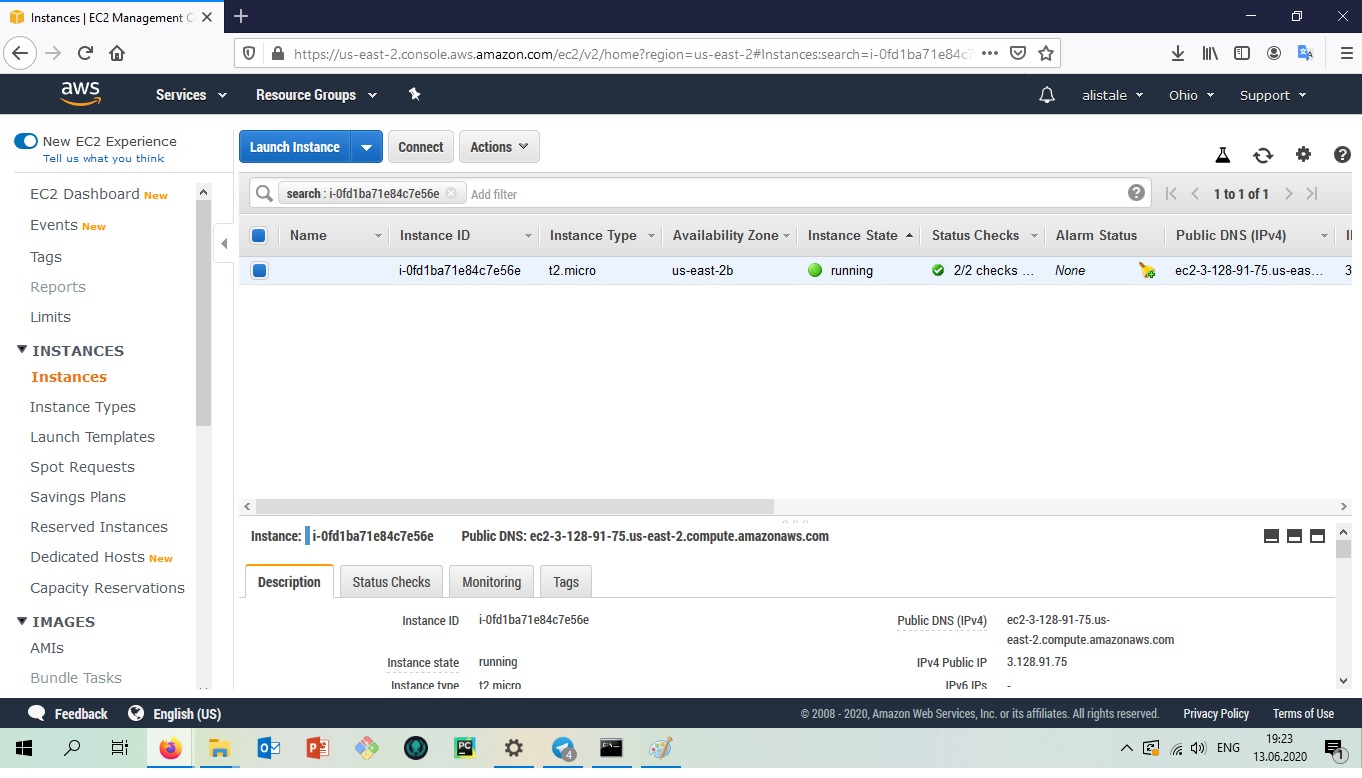 Instances | EC2 Management C
https://us-east-2.console.aws.amazon.com/ec2/v2/home?region=us-east-2#Instances:search=i-0fd1ba71e84c7
aws Services Resource Groups alistale Ohio Support
New EC2 Experience
Tell us what you think
EC2 Dashboard New
Events New
Tags
Reports
Limits
INSTANCES
Instances
Instance Types
Launch Templates
Spot Requests
Savings Plans
Reserved Instances
Dedicated Hosts New
Capacity Reservations
IMAGES
AMIs
Bundle Tasks
Launch Instance Connect Actions
search : i-0fd1ba71e84c7e56e Add filter 1 to 1 of 1
Name Instance ID Instance Type Availability Zone Instance State Status Checks Alarm Status Public DNS (IPv4)
i-0fd1ba71e84c7e56e t2.micro us-east-2b running 2/2 checks ... None ec2-3-128-91-75.us-eas... 3
Instance: i-0fd1ba71e84c7e56e Public DNS: ec2-3-128-91-75.us-east-2.compute.amazonaws.com
Description Status Checks Monitoring Tags
Instance ID i-0fd1ba71e84c7e56e Public DNS (IPv4) ec2-3-128-91-75.us-
east-2.compute.amazonaws.com
Instance state running IPv4 Public IP 3.128.91.75
Instance type t2.micro IPv6 IPs -
Feedback English (US) © 2008 - 2020, Amazon Web Services, Inc. or its affiliates. All rights reserved. Privacy Policy Terms of Use
ENG 19:23
13.06.2020